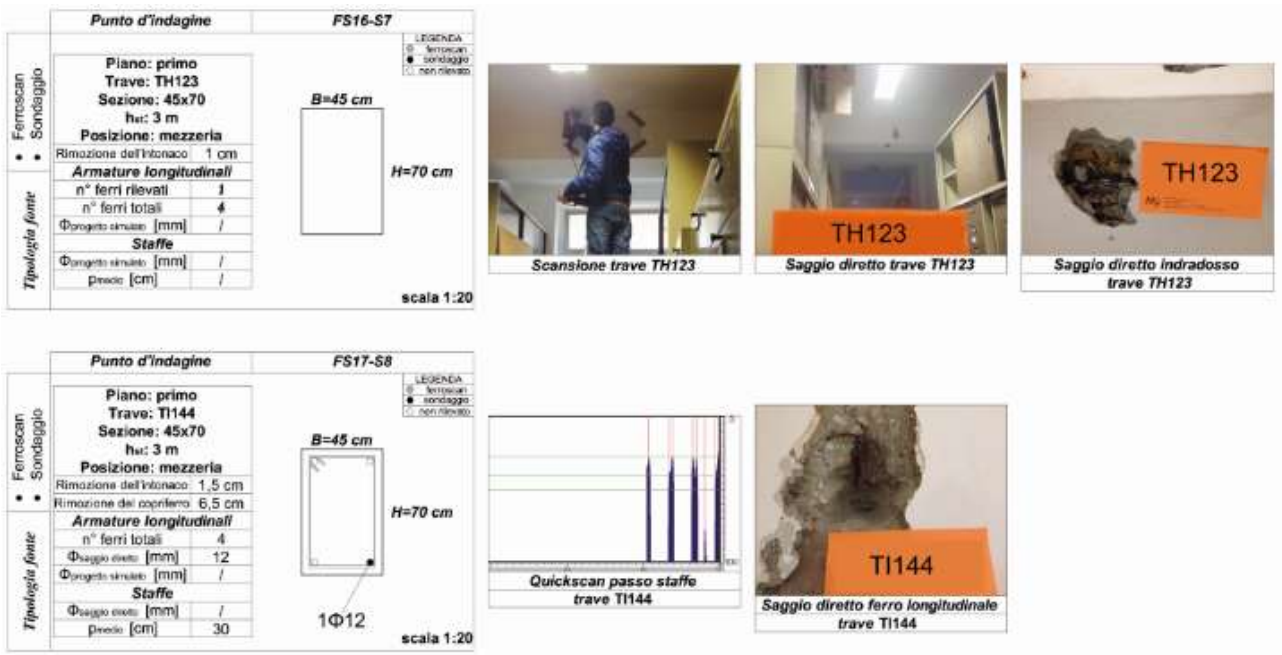 Punto d'indagine FS16-S7
LEGENDA
ferroscan
sondaggio
non rilevato
Ferroscan
Sondaggio
Piano: primo
Trave: TH123
Sezione: 45x70
Posizione: mezzeria
Rimozione dell'intonaco 1 cm
Armature longitudinali
n° ferri rilevati 1
n° ferri totali 4
Φprogetto simulato [mm] /
Staffe
Φprogetto simulato [mm] /
pmedio [cm] /
Tipologia fonte
B=45 cm
H=70 cm
scala 1:20
TH123
Scansione trave TH123
Saggio diretto trave TH123
TH123
Saggio diretto indradosso
trave TH123
Punto d'indagine FS17-S8
LEGENDA
ferroscan
sondaggio
non rilevato
Ferroscan
Sondaggio
Piano: primo
Trave: TI144
Sezione: 45x70
Posizione: mezzeria
Rimozione dell'intonaco 1,5 cm
Rimozione del copriferro 6,5 cm
Armature longitudinali
n° ferri totali 4
Φsaggio diretto [mm] 12
Φprogetto simulato [mm] /
Staffe
Φsaggio diretto [mm] /
pmedio [cm] 30
Tipologia fonte
B=45 cm
H=70 cm
1Φ12
scala 1:20
Quickscan passo staffe
trave TI144
TI144
Saggio diretto ferro longitudinale
trave TI144